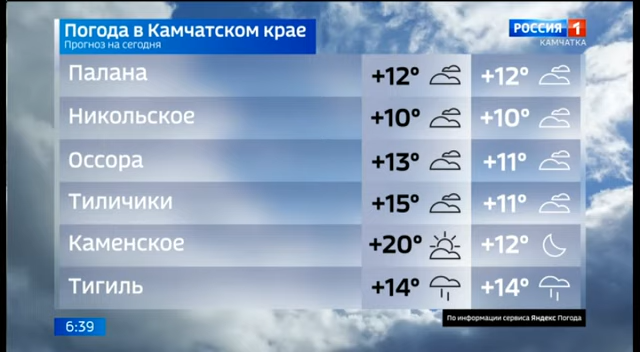 Погода в Камчатском крае
Прогноз на сегодня
РОССИЯ 1
КАМЧАТКА
Палана +12° +12°
Никольское +10° +10°
Оссора +13° +11°
Тиличики +15° +11°
Каменское +20° +12°
Тигиль +14° +14°
6:39
По информации сервиса Яндекс Погода